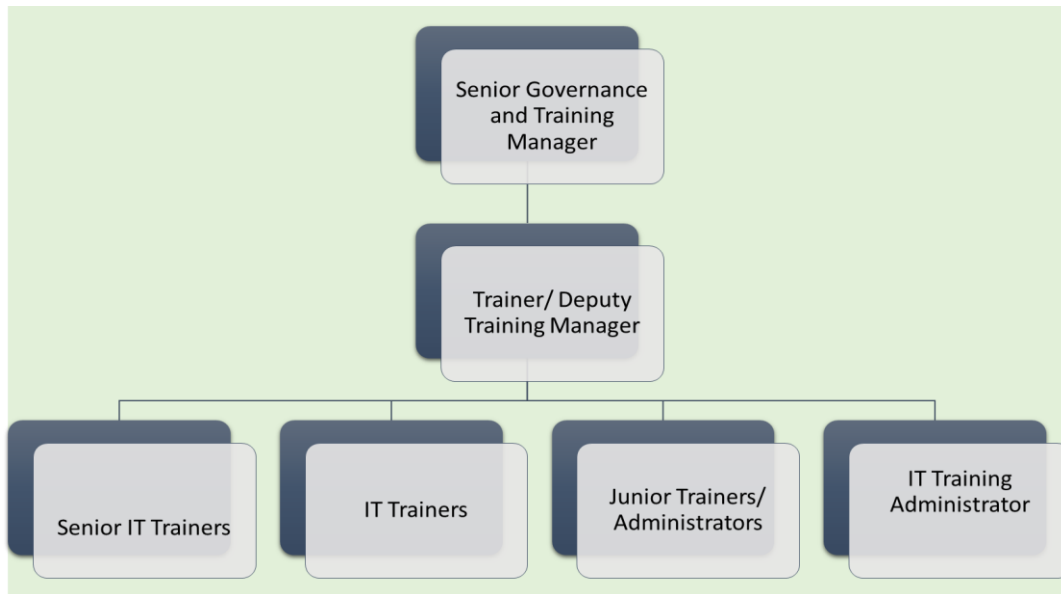 Senior Governance
and Training
Manager
Trainer/ Deputy
Training Manager
Senior IT Trainers
IT Trainers
Junior Trainers/
Administrators
IT Training
Administrator